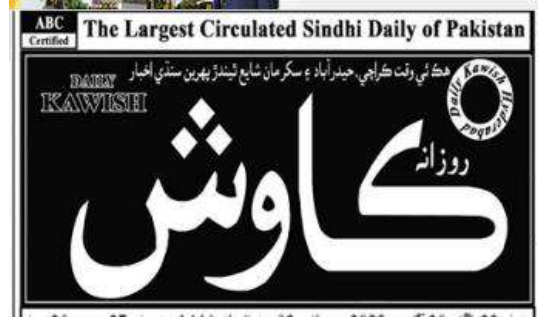 ABC
Certified
The Largest Circulated Sindhi Daily of Pakistan
هڪ ئي وقت ڪراچي، حيدرآباد ۽ سکر مان شايع ٿيندڙ پهرين سنڌي اخبار
DAILY
KAWISH
Daily Kawish Hyderabad
روزانہ
ڪاوش